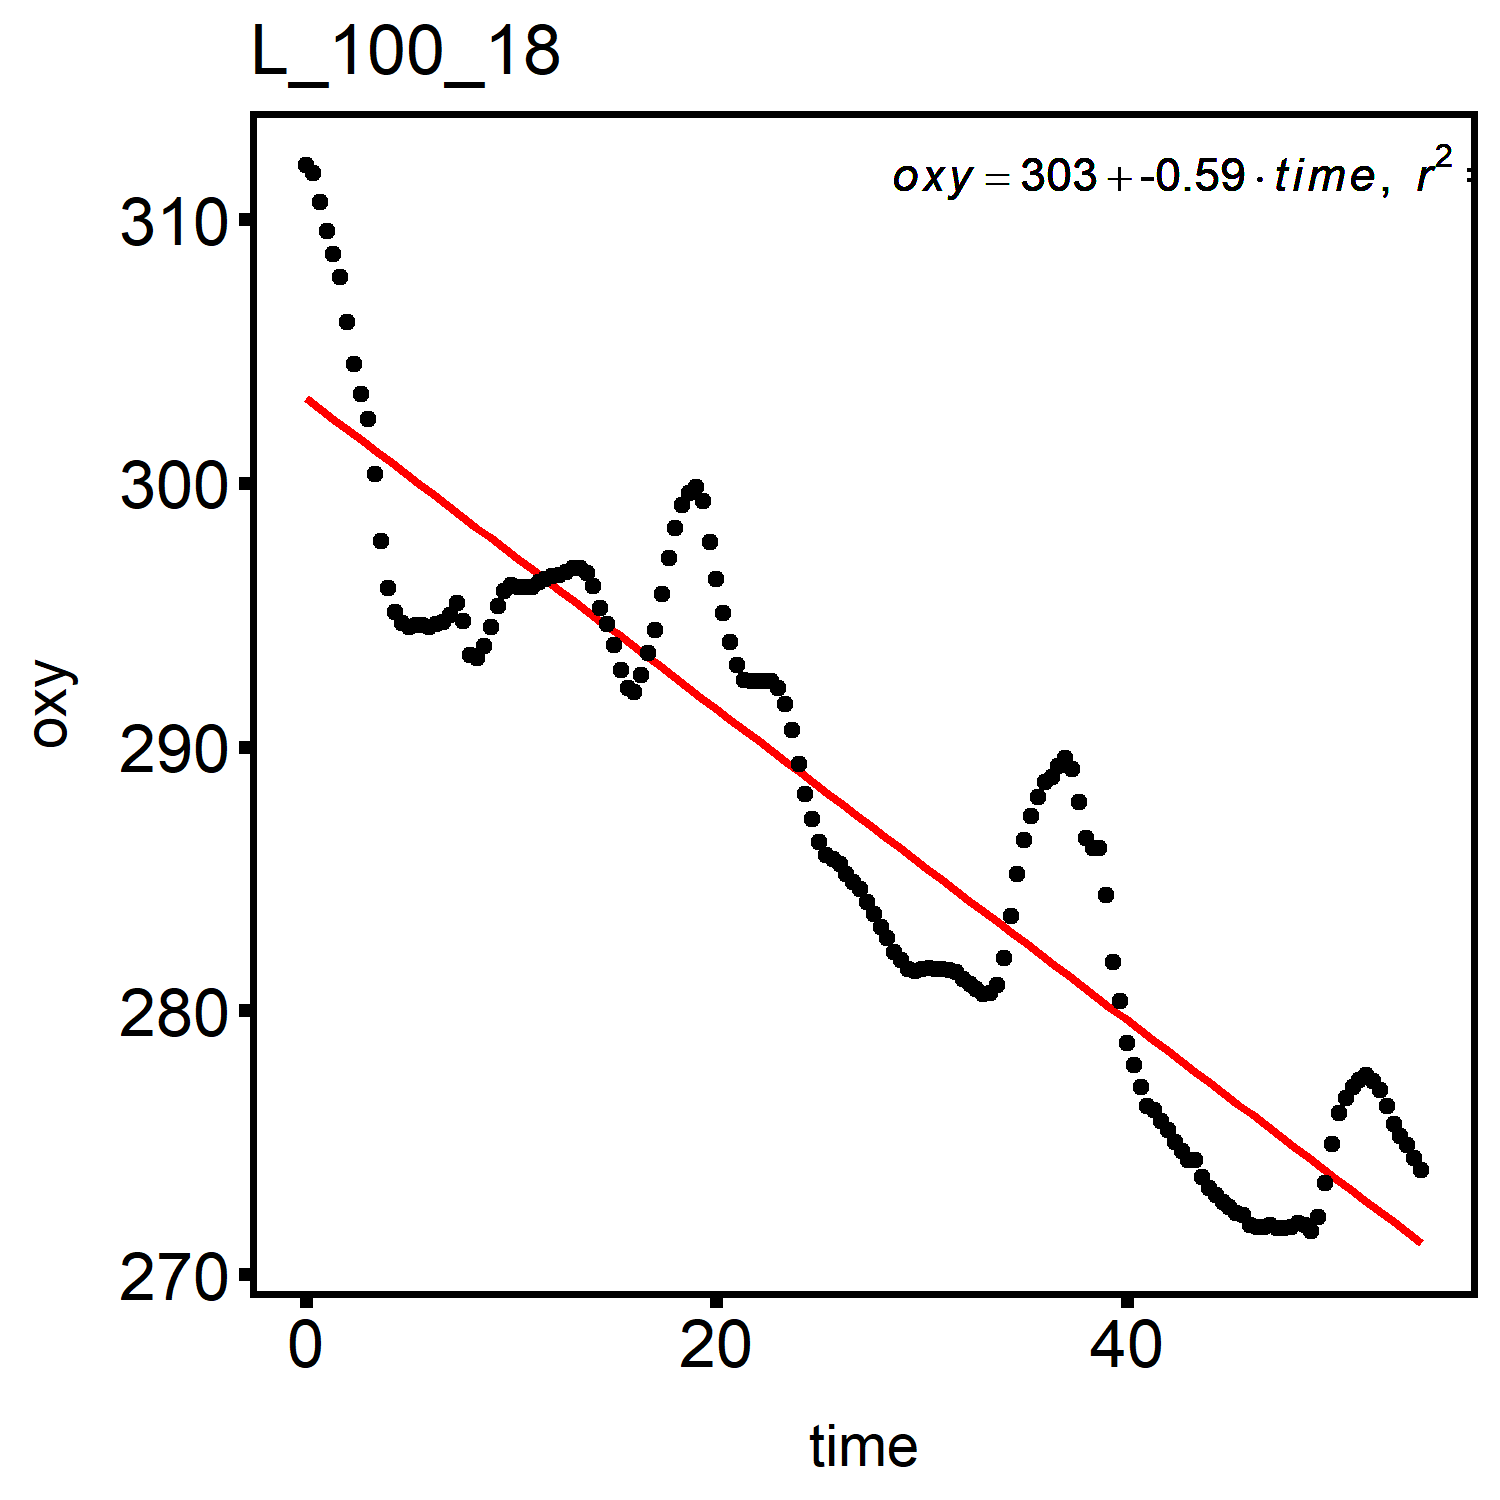 L_100_18
oxy = 303 + -0.59 · time, r² =
310
300
290
280
270
oxy
0 20 40
time